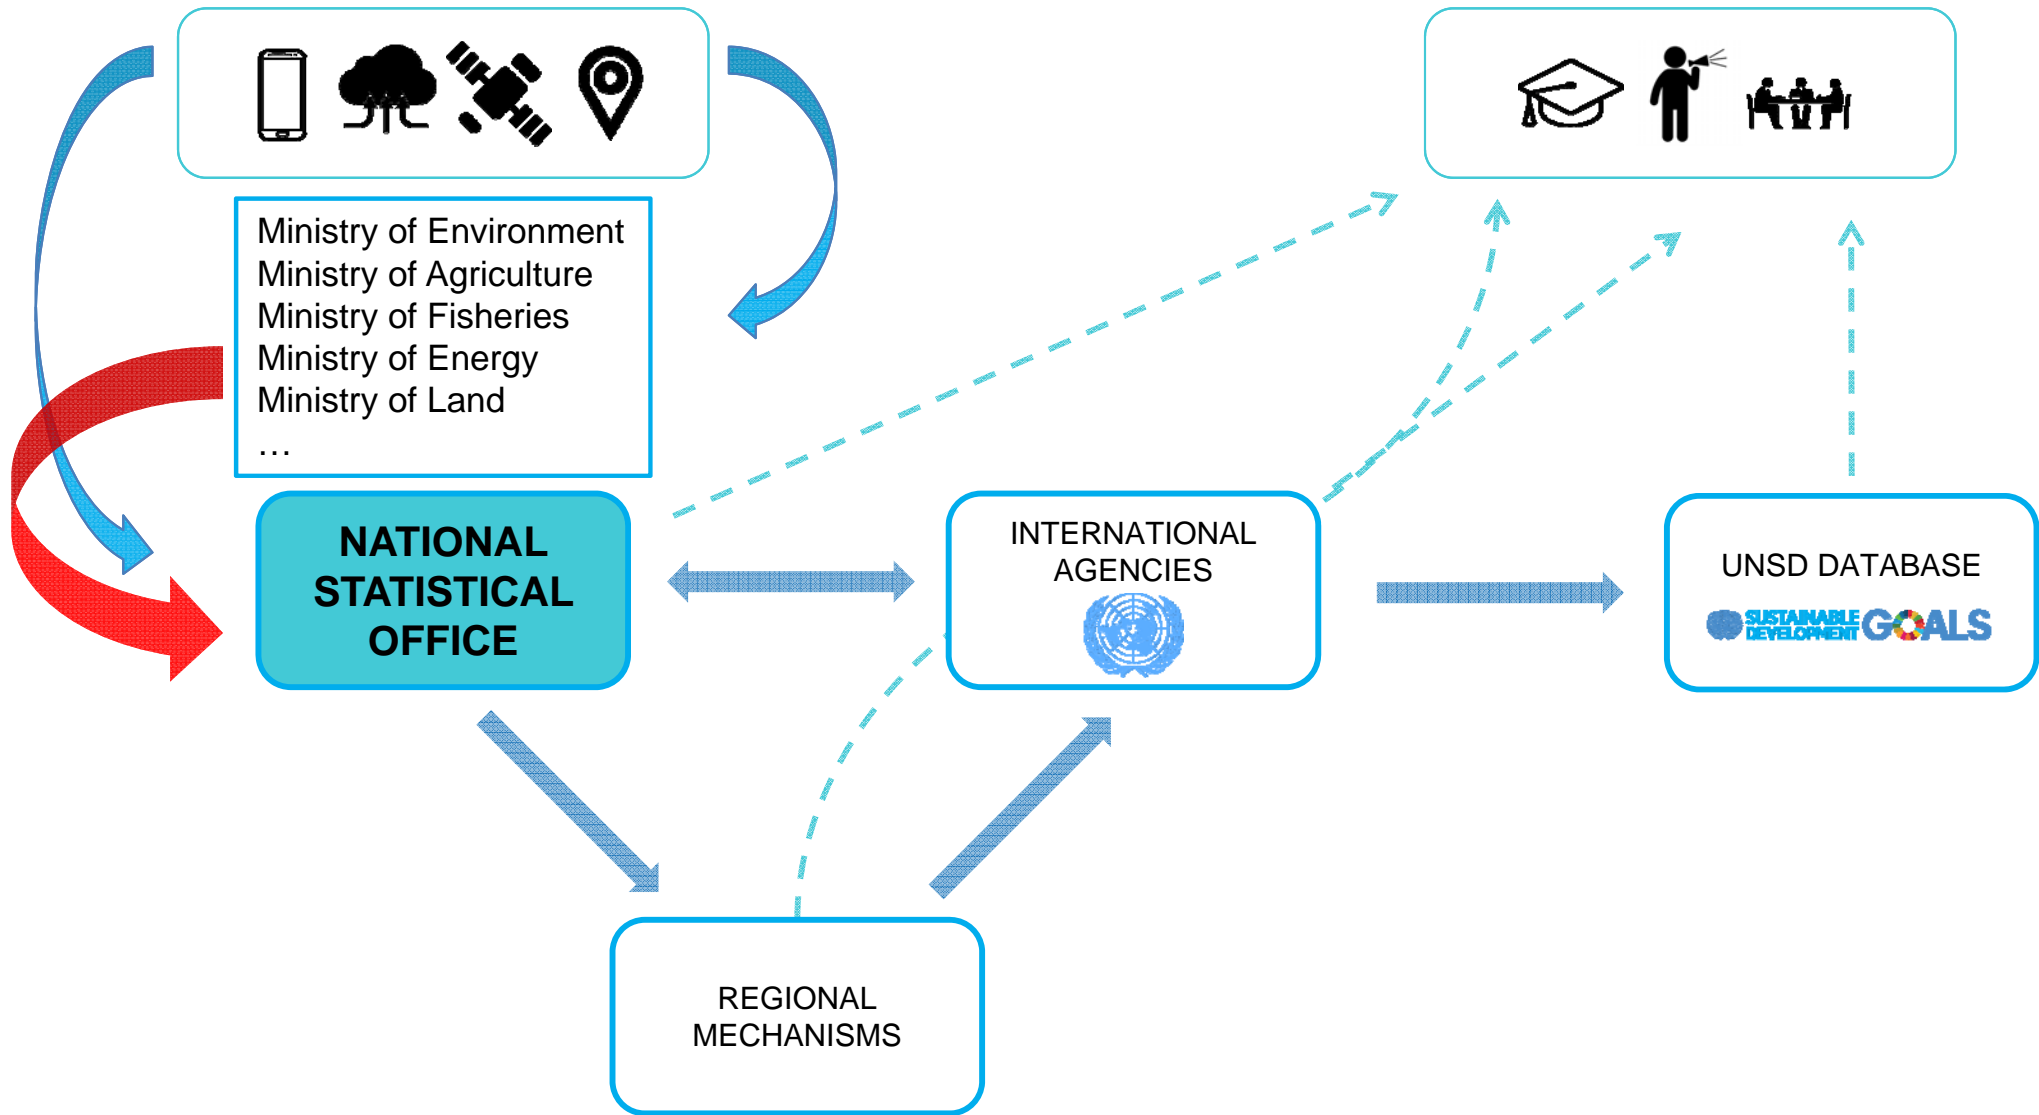 Ministry of Environment
Ministry of Agriculture
Ministry of Fisheries
Ministry of Energy
Ministry of Land
…
NATIONAL
STATISTICAL
OFFICE
INTERNATIONAL
AGENCIES
UNSD DATABASE
SUSTAINABLE
DEVELOPMENT
GOALS
REGIONAL
MECHANISMS